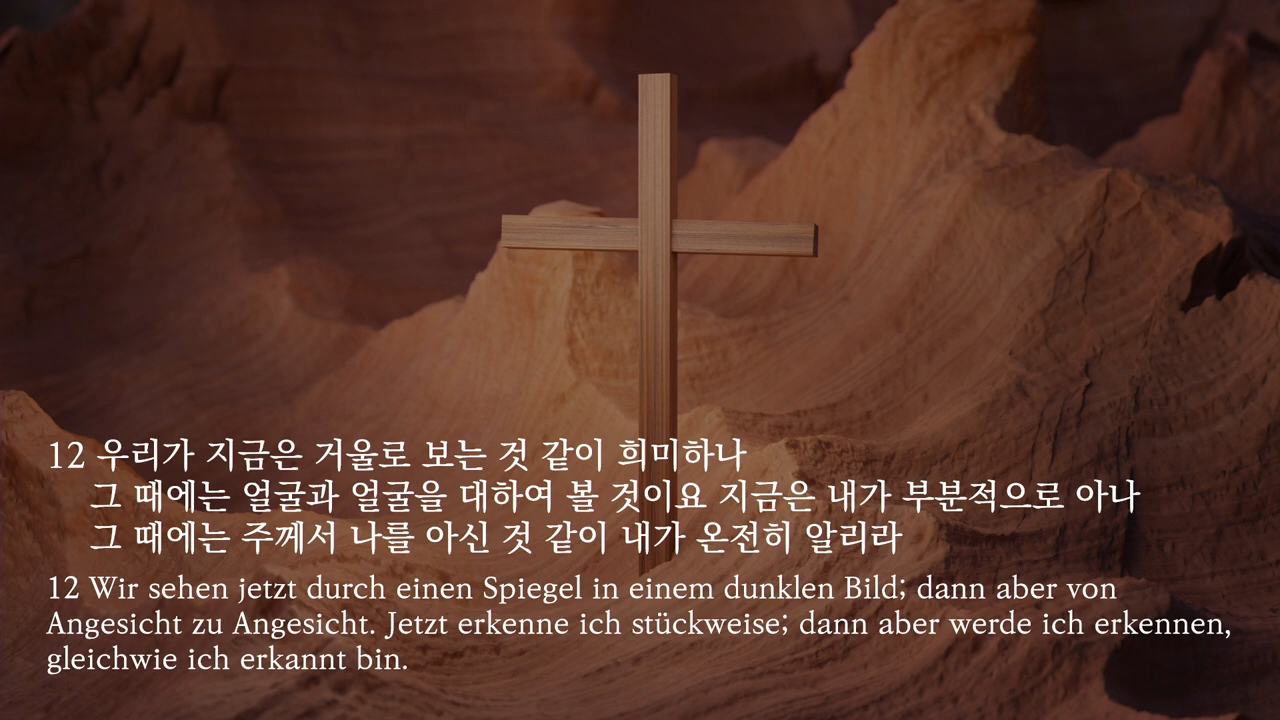 12 우리가 지금은 거울로 보는 것 같이 희미하나
그 때에는 얼굴과 얼굴을 대하여 볼 것이요 지금은 내가 부분적으로 아나
그 때에는 주께서 나를 아신 것 같이 내가 온전히 알리라
12 Wir sehen jetzt durch einen Spiegel in einem dunklen Bild; dann aber von
Angesicht zu Angesicht. Jetzt erkenne ich stückweise; dann aber werde ich erkennen,
gleichwie ich erkannt bin.